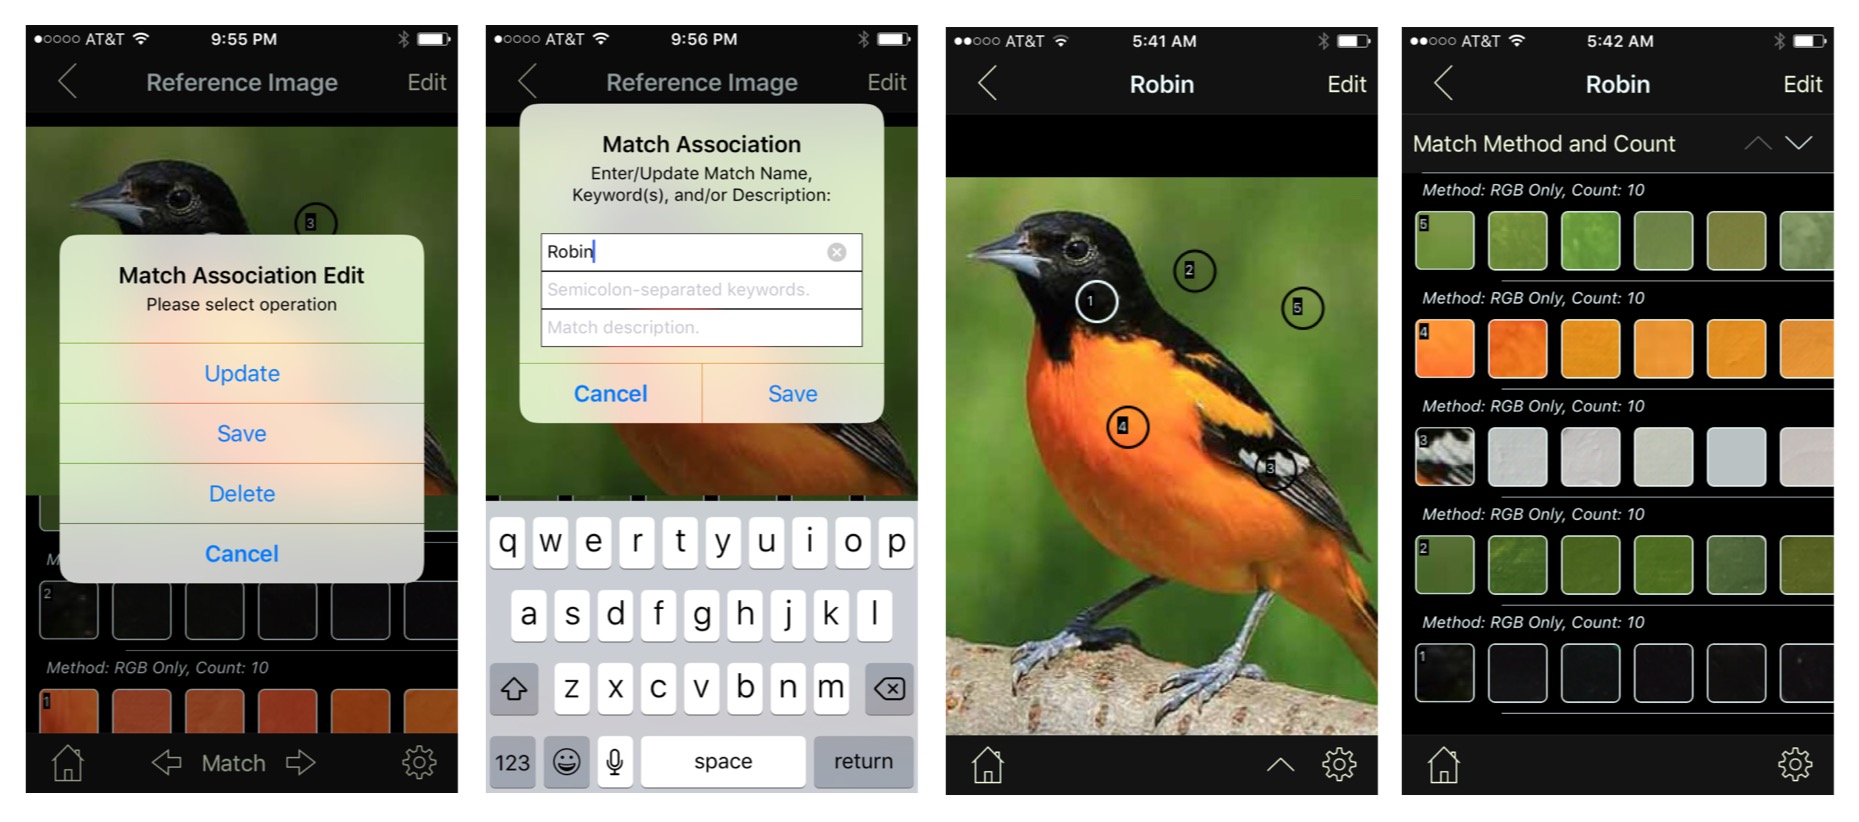 AT&T 9:55 PM
Reference Image Edit
3
Match Association Edit
Please select operation
Update
Save
Delete
Cancel
M
2
Method: RGB Only, Count: 10
1
Match
AT&T 9:56 PM
Reference Image Edit
Match Association
Enter/Update Match Name,
Keyword(s), and/or Description:
Robin
Semicolon-separated keywords.
Match description.
Cancel Save
q w e r t y u i o p
a s d f g h j k l
z x c v b n m
123 space return
AT&T 5:41 AM
Robin Edit
2
1
5
4
3
AT&T 5:42 AM
Robin Edit
Match Method and Count
Method: RGB Only, Count: 10
5
Method: RGB Only, Count: 10
4
Method: RGB Only, Count: 10
3
Method: RGB Only, Count: 10
2
Method: RGB Only, Count: 10
1